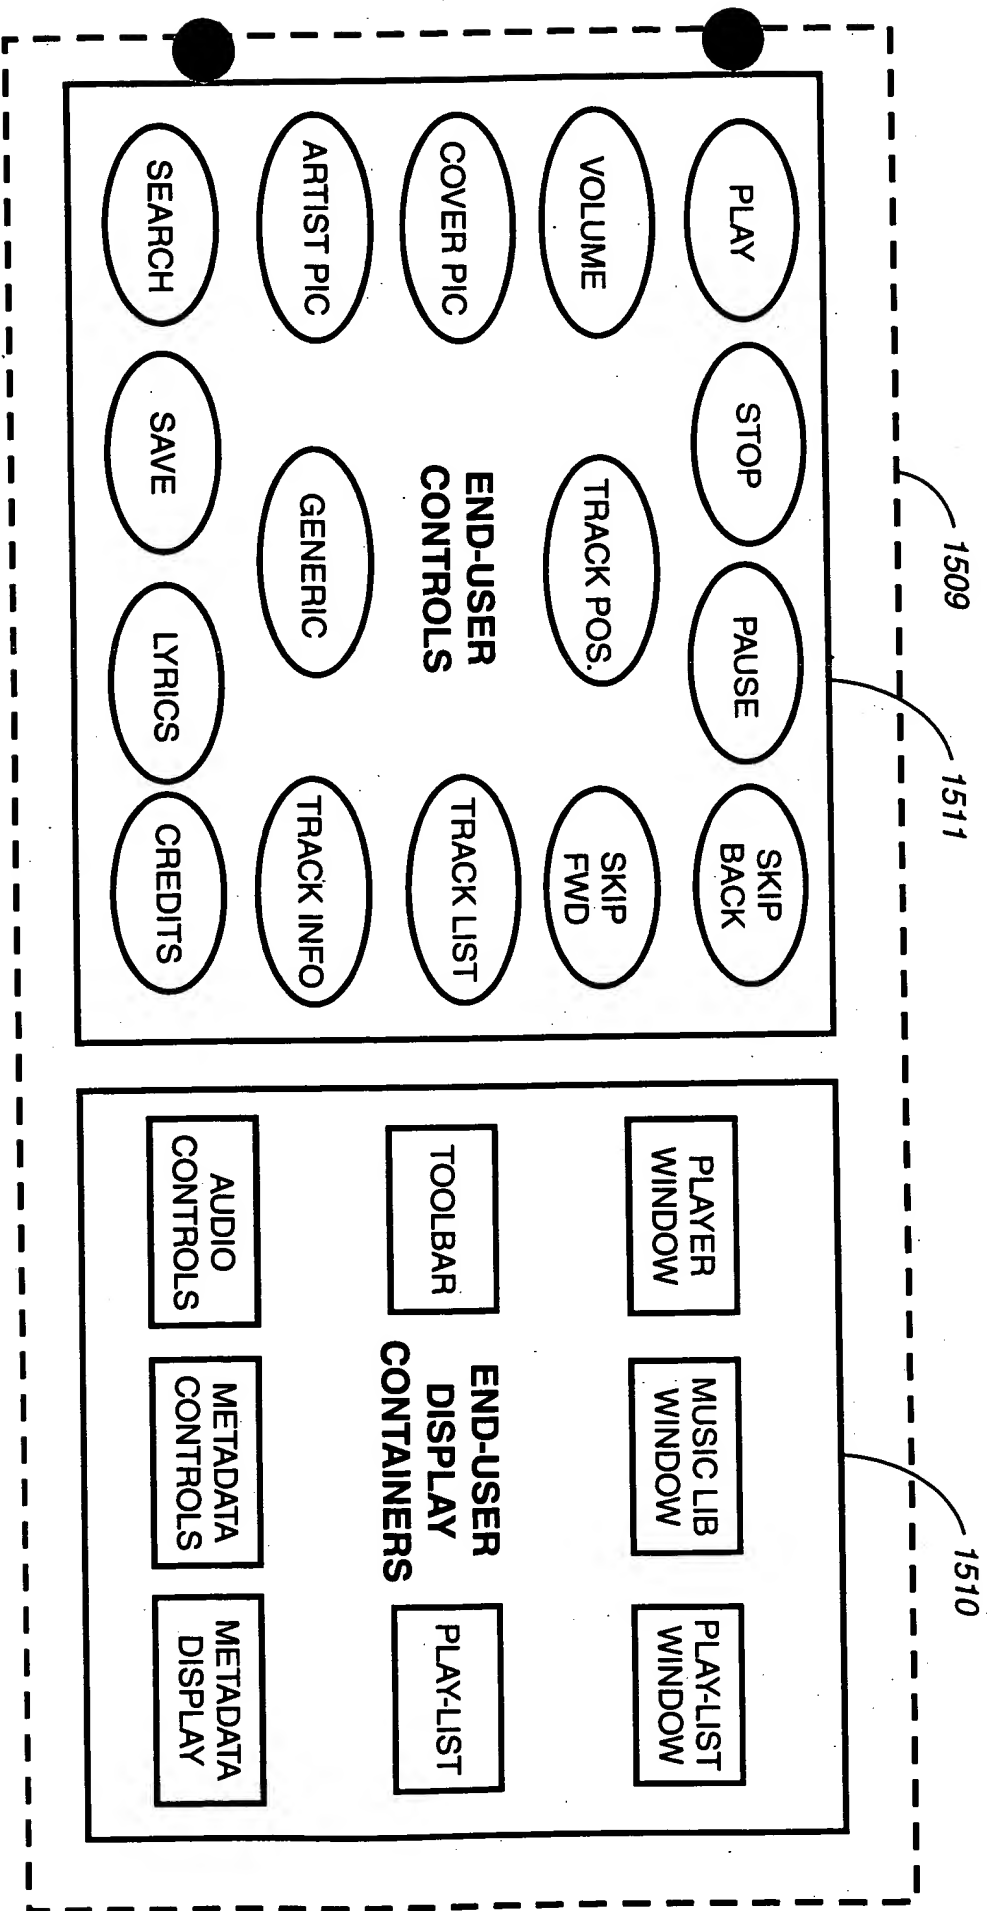 1509
1511
1510
PLAY
STOP
PAUSE
SKIP
BACK
VOLUME
TRACK POS.
SKIP
FWD
COVER PIC
END-USER
CONTROLS
TRACK LIST
ARTIST PIC
GENERIC
TRACK INFO
SEARCH
SAVE
LYRICS
CREDITS
PLAYER
WINDOW
MUSIC LIB
WINDOW
PLAY-LIST
WINDOW
TOOLBAR
END-USER
DISPLAY
CONTAINERS
PLAY-LIST
AUDIO
CONTROLS
METADATA
CONTROLS
METADATA
DISPLAY